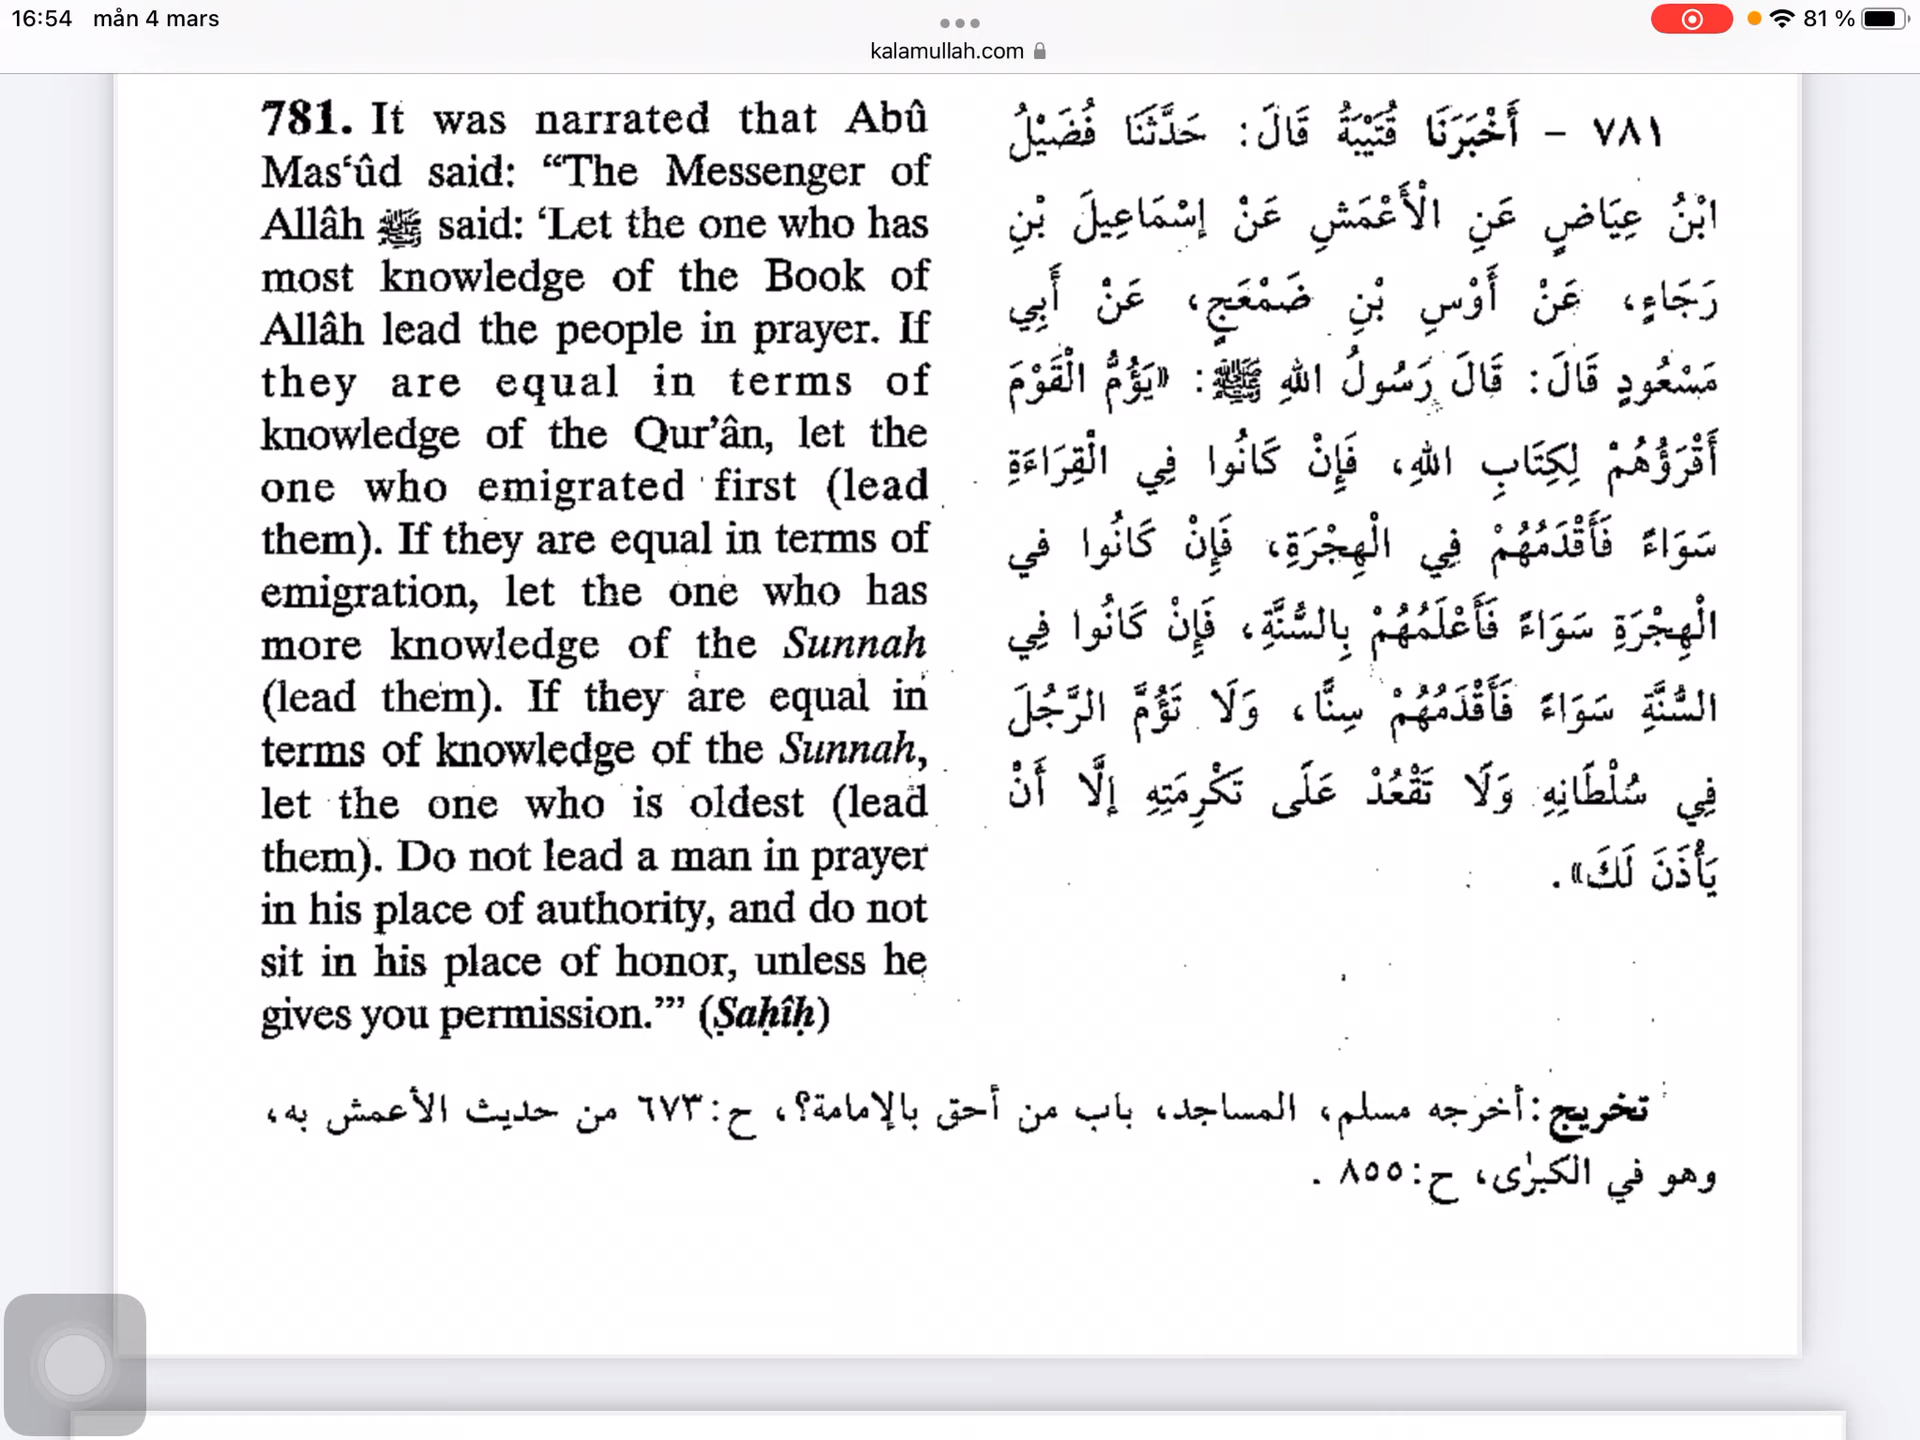 16:54 mån 4 mars
81 %
kalamullah.com
781. It was narrated that Abû
Mas‘ûd said: “The Messenger of
Allâh ﷺ said: ‘Let the one who has
most knowledge of the Book of
Allâh lead the people in prayer. If
they are equal in terms of
knowledge of the Qur’ân, let the
one who emigrated first (lead
them). If they are equal in terms of
emigration, let the one who has
more knowledge of the Sunnah
(lead them). If they are equal in
terms of knowledge of the Sunnah,
let the one who is oldest (lead
them). Do not lead a man in prayer
in his place of authority, and do not
sit in his place of honor, unless he
gives you permission.’” (Ṣaḥîḥ)
٧٨١ – أَخْبَرَنَا قُتَيْبَةُ قَالَ: حَدَّثَنَا فُضَيْلُ
ابْنُ عِيَاضٍ عَنِ الْأَعْمَشِ عَنْ إِسْمَاعِيلَ بْنِ
رَجَاءٍ، عَنْ أَوْسِ بْنِ ضَمْعَجٍ، عَنْ أَبِي
مَسْعُودٍ قَالَ: قَالَ رَسُولُ اللهِ ﷺ: «يَؤُمُّ الْقَوْمَ
أَقْرَؤُهُمْ لِكِتَابِ اللهِ، فَإِنْ كَانُوا فِي الْقِرَاءَةِ
سَوَاءً فَأَقْدَمُهُمْ فِي الْهِجْرَةِ، فَإِنْ كَانُوا فِي
الْهِجْرَةِ سَوَاءً فَأَعْلَمُهُمْ بِالسُّنَّةِ، فَإِنْ كَانُوا فِي
السُّنَّةِ سَوَاءً فَأَقْدَمُهُمْ سِنًّا، وَلَا تَؤُمَّ الرَّجُلَ
فِي سُلْطَانِهِ وَلَا تَقْعُدْ عَلَى تَكْرِمَتِهِ إِلَّا أَنْ
يَأْذَنَ لَكَ».
تخريج: أخرجه مسلم، المساجد، باب من أحق بالإمامة؟، ح:٦٧٣ من حديث الأعمش به،
وهو في الكبرٰى، ح:٨٥٥ .